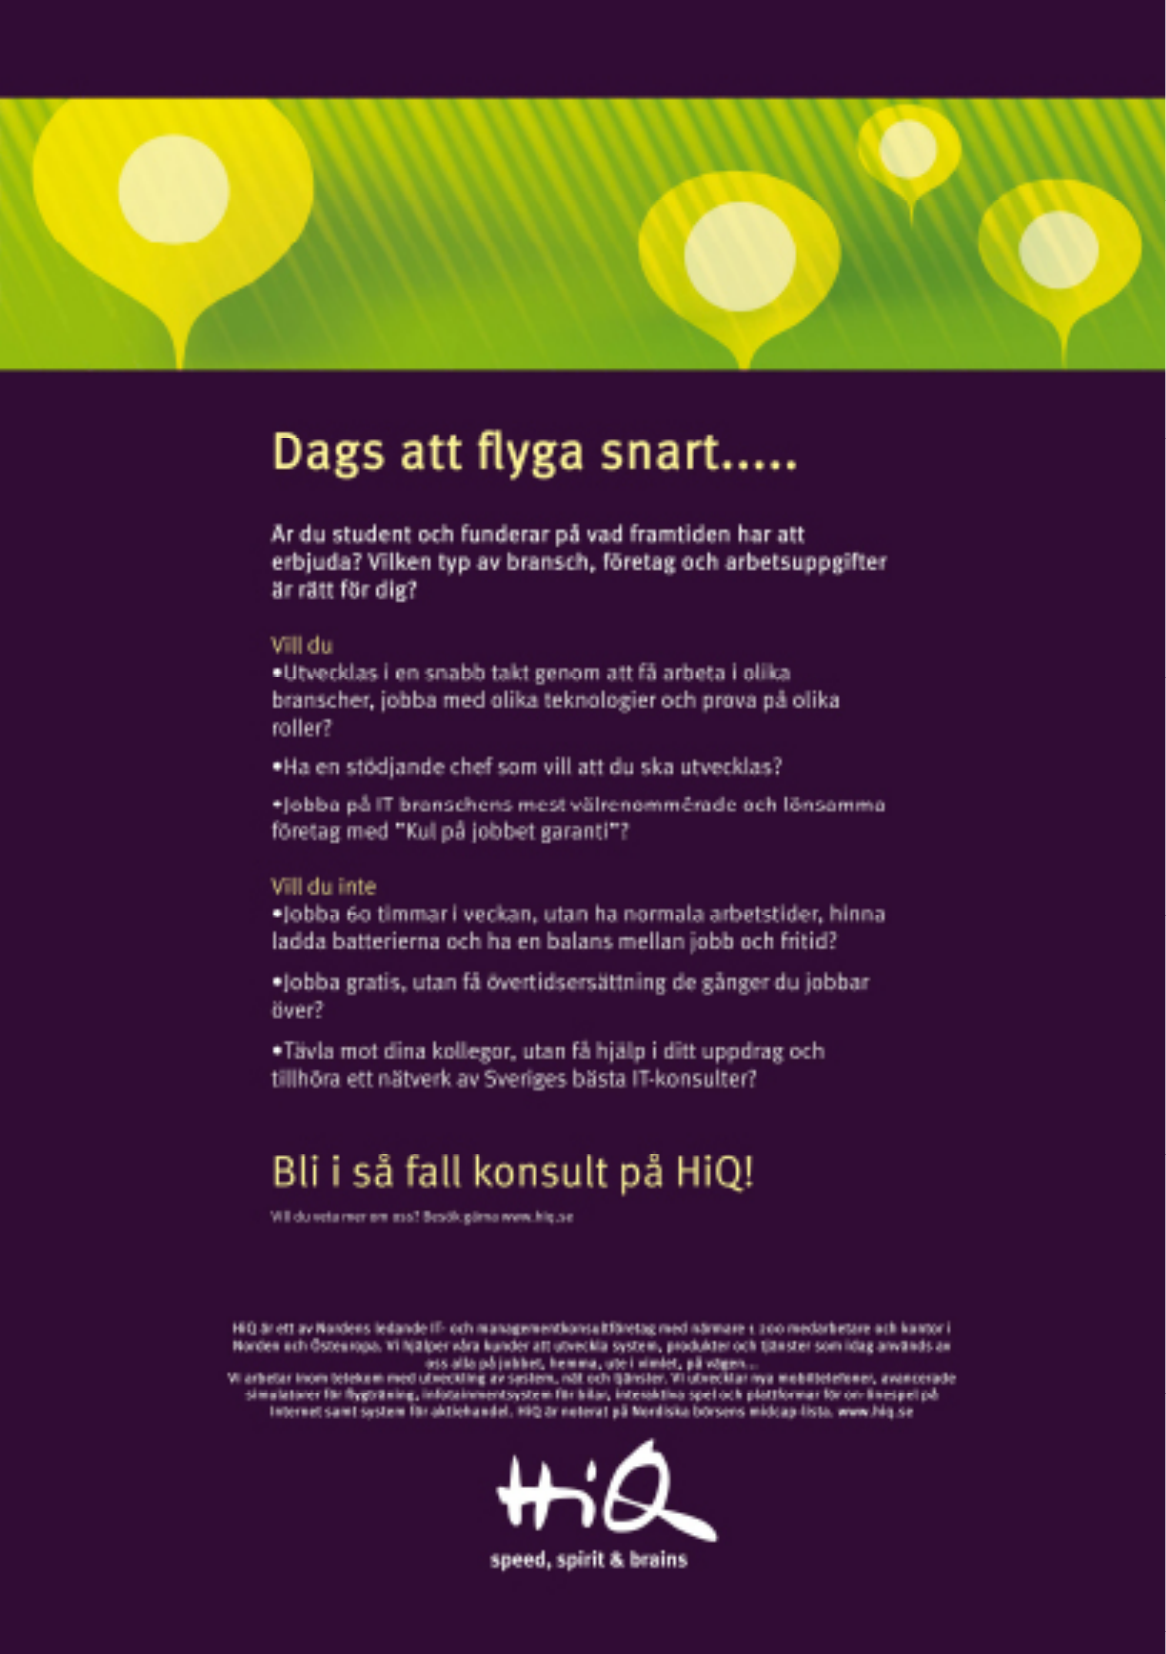 Dags att flyga snart.....
Är du student och funderar på vad framtiden har att
erbjuda? Vilken typ av bransch, företag och arbetsuppgifter
är rätt för dig?
Vill du
•Utvecklas i en snabb takt genom att få arbeta i olika
branscher, jobba med olika teknologier och prova på olika
roller?
•Ha en stödjande chef som vill att du ska utvecklas?
•Jobba på IT branschens mest välrenommérade och lönsamma
företag med "Kul på jobbet garanti"?
Vill du inte
•Jobba 60 timmar i veckan, utan ha normala arbetstider, hinna
ladda batterierna och ha en balans mellan jobb och fritid?
•Jobba gratis, utan få övertidsersättning de gånger du jobbar
över?
•Tävla mot dina kollegor, utan få hjälp i ditt uppdrag och
tillhöra ett nätverk av Sveriges bästa IT-konsulter?
Bli i så fall konsult på HiQ!
Vill du veta mer om oss? Besök gärna www.hiq.se
HiQ är ett av Nordens ledande IT- och managementkonsultföretag med närmare 1 200 medarbetare och kontor i
Norden och Östeuropa. Vi hjälper våra kunder att utveckla system, produkter och tjänster som idag används av
oss alla på jobbet, hemma, ute i vimlet, på vägen...
Vi arbetar inom telekom med utveckling av system, nät och tjänster. Vi utvecklar nya mobiltelefoner, avancerade
simulatorer för flygträning, infotainmentsystem för bilar, interaktiva spel och plattformar för on-linespel på
Internet samt system för aktiehandel. HiQ är noterat på Nordiska börsens midcap-lista. www.hiq.se
HiQ
speed, spirit & brains